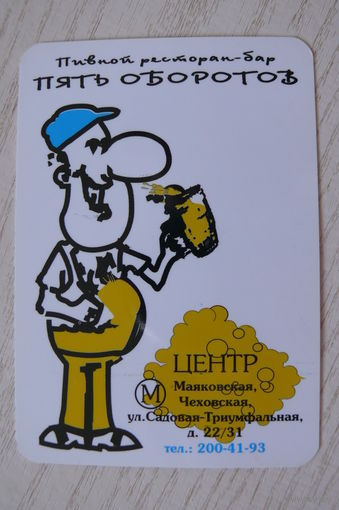 Пивной ресторан-бар
ПЯТЬ ОБОРОТОВ
ЦЕНТР
М Маяковская,
Чеховская,
ул.Садовая-Триумфальная,
д. 22/31
тел.: 200-41-93